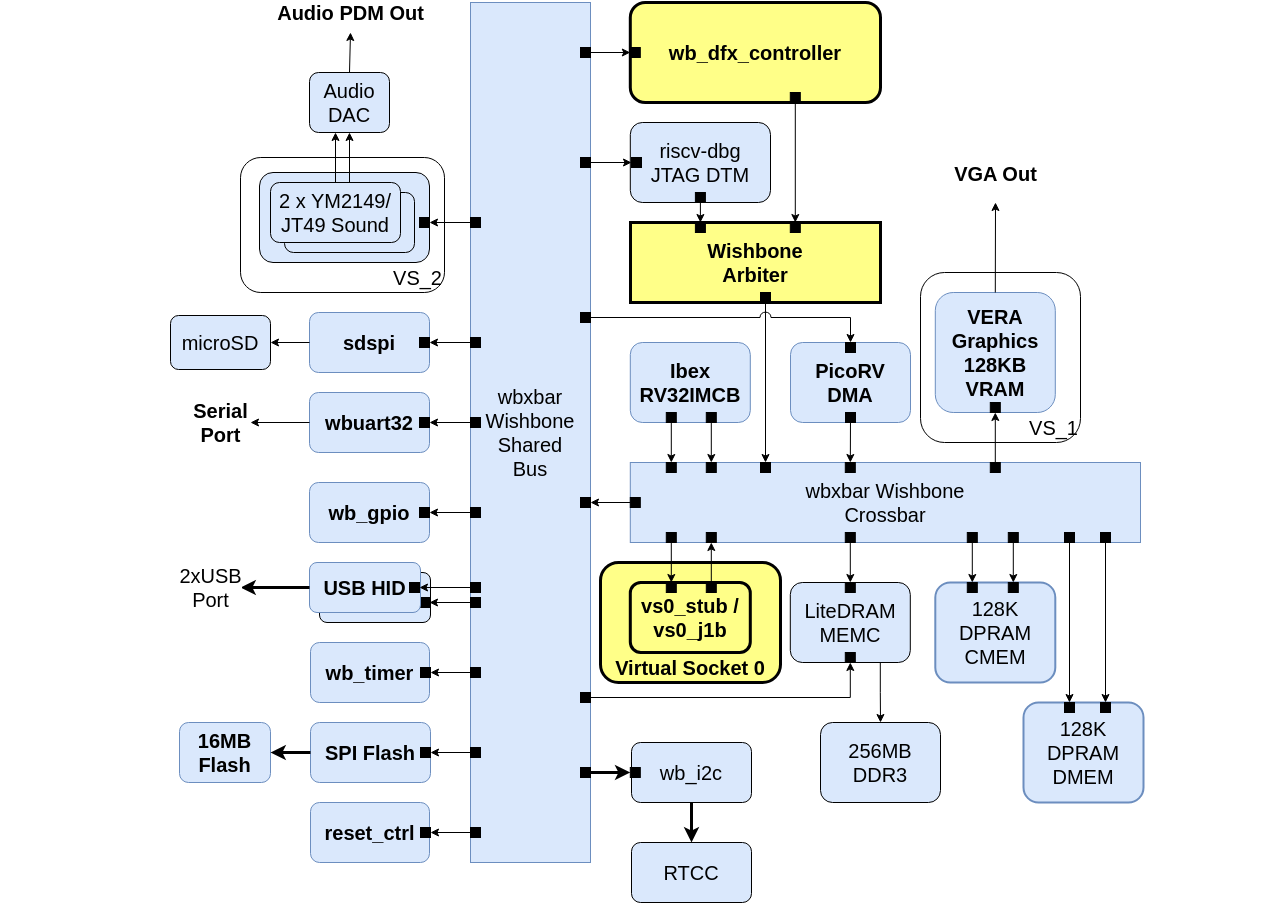 Audio PDM Out
Audio
DAC
2 x YM2149/
JT49 Sound
VS_2
microSD
sdspi
Serial
Port
wbuart32
wb_gpio
2xUSB
Port
USB HID
wb_timer
16MB
Flash
SPI Flash
reset_ctrl
wbxbar
Wishbone
Shared
Bus
wb_dfx_controller
riscv-dbg
JTAG DTM
Wishbone
Arbiter
VGA Out
VERA
Graphics
128KB
VRAM
VS_1
Ibex
RV32IMCB
PicoRV
DMA
wbxbar Wishbone
Crossbar
vs0_stub /
vs0_j1b
Virtual Socket 0
LiteDRAM
MEMC
128K
DPRAM
CMEM
128K
DPRAM
DMEM
256MB
DDR3
wb_i2c
RTCC